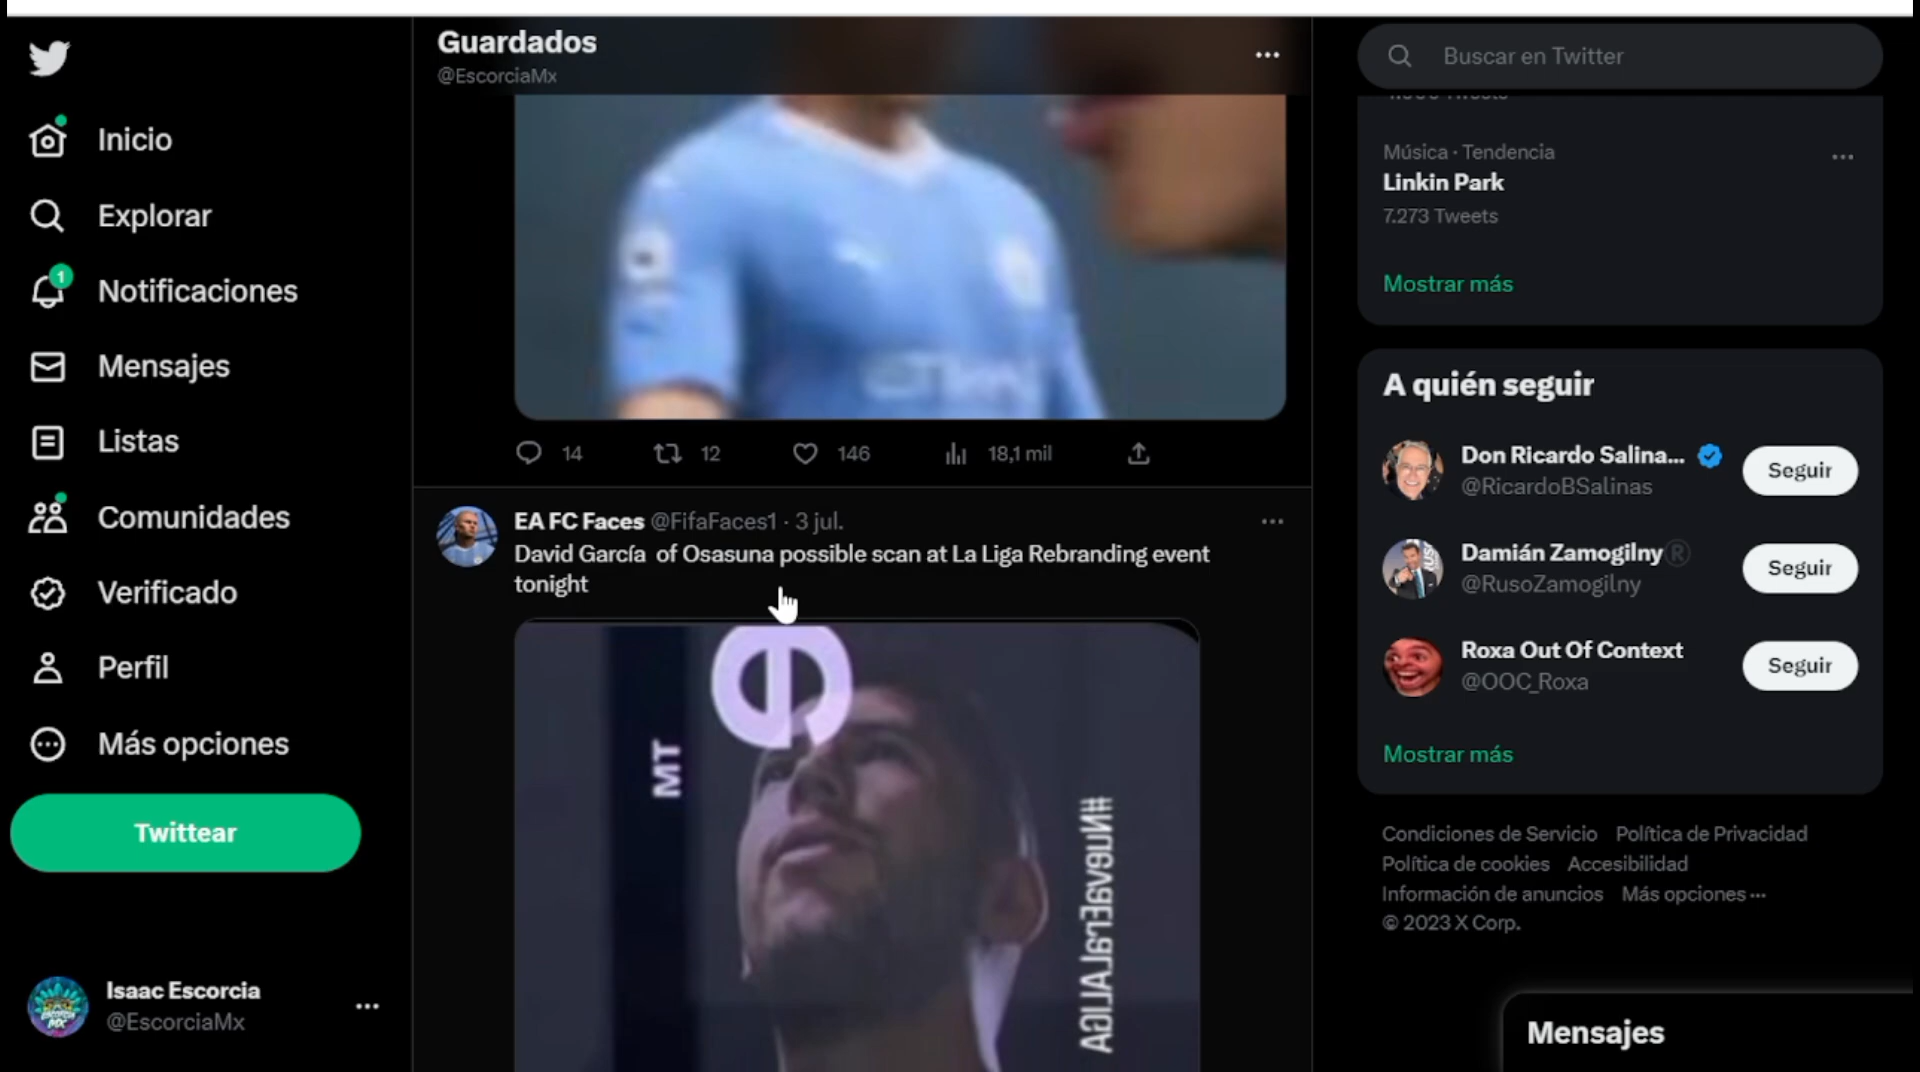 Guardados
@EscorciaMx
Inicio
Explorar
1
Notificaciones
Mensajes
Listas
Comunidades
Verificado
Perfil
Más opciones
Twittear
Isaac Escorcia
@EscorciaMx
14
12
146
18,1 mil
EA FC Faces @FifaFaces1 · 3 jul.
David García of Osasuna possible scan at La Liga Rebranding event
tonight
MT
#NuevaEraLALIGA
Buscar en Twitter
Música · Tendencia
Linkin Park
7.273 Tweets
Mostrar más
A quién seguir
Don Ricardo Salina...
@RicardoBSalinas
Seguir
Damián Zamogilny®
@RusoZamogilny
Seguir
Roxa Out Of Context
@OOC_Roxa
Seguir
Mostrar más
Condiciones de Servicio Política de Privacidad
Política de cookies Accesibilidad
Información de anuncios Más opciones ···
© 2023 X Corp.
Mensajes